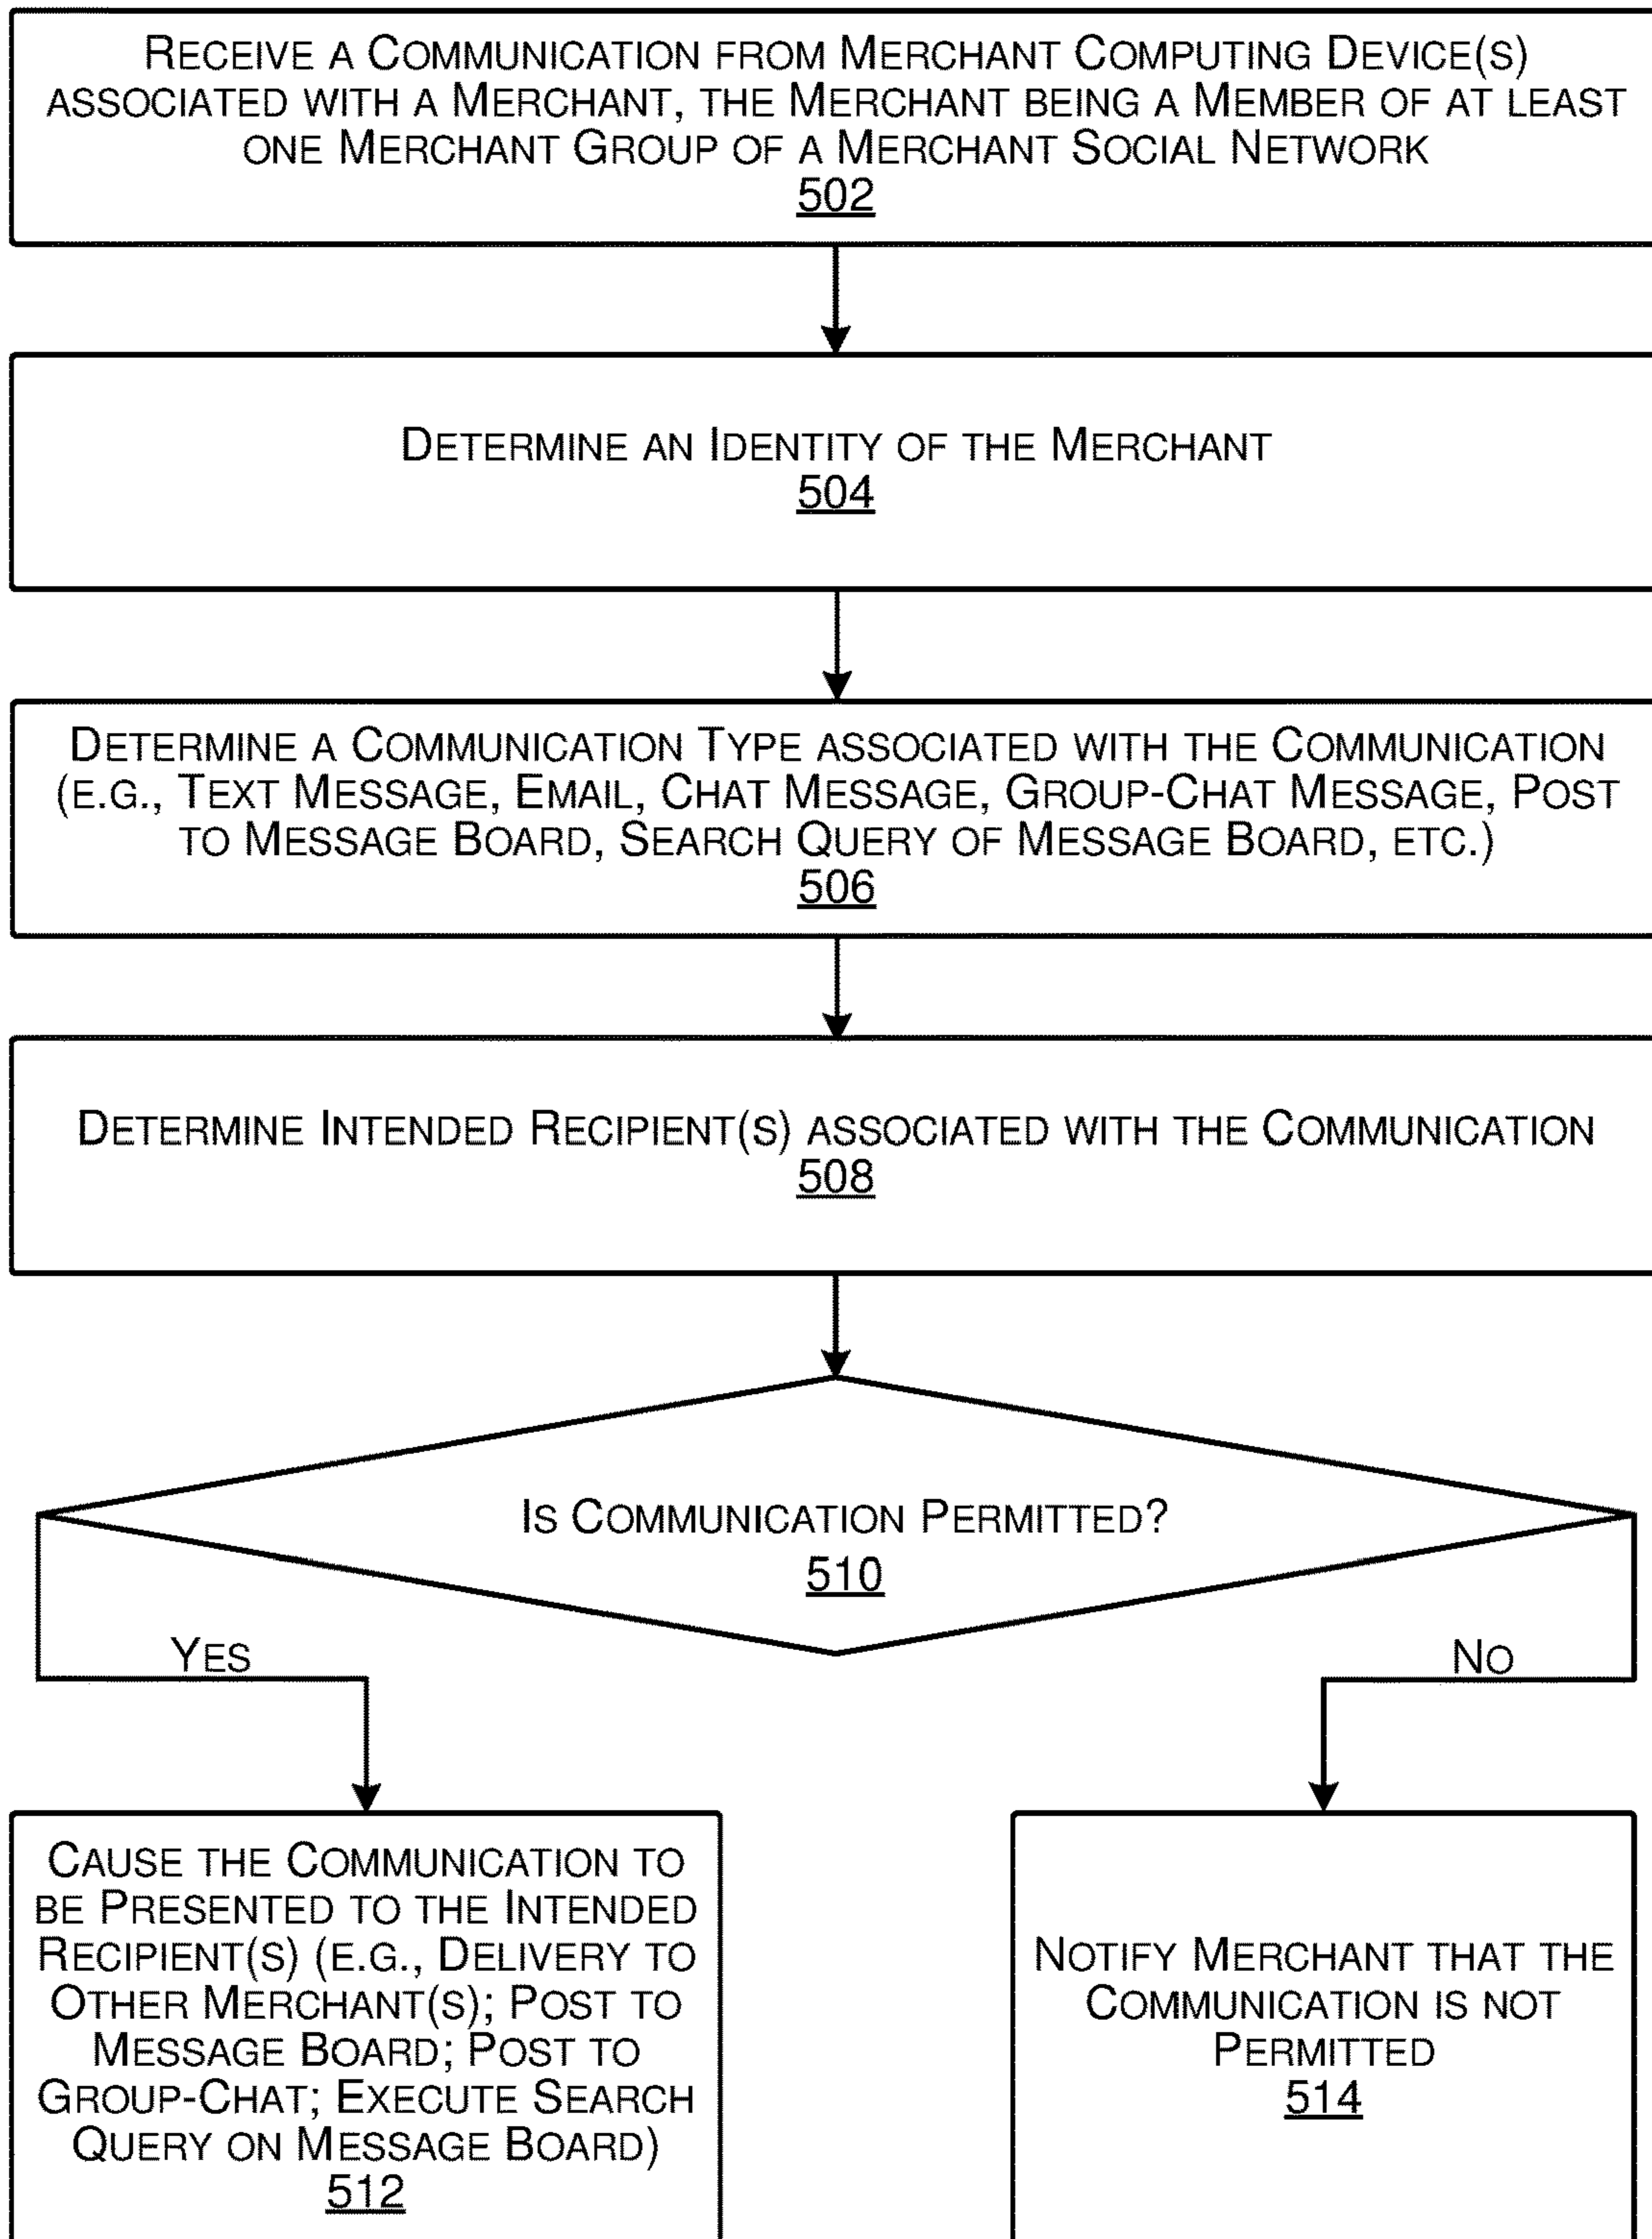 RECEIVE A COMMUNICATION FROM MERCHANT COMPUTING DEVICE(S)
ASSOCIATED WITH A MERCHANT, THE MERCHANT BEING A MEMBER OF AT LEAST
ONE MERCHANT GROUP OF A MERCHANT SOCIAL NETWORK
502
DETERMINE AN IDENTITY OF THE MERCHANT
504
DETERMINE A COMMUNICATION TYPE ASSOCIATED WITH THE COMMUNICATION
(E.G., TEXT MESSAGE, EMAIL, CHAT MESSAGE, GROUP-CHAT MESSAGE, POST
TO MESSAGE BOARD, SEARCH QUERY OF MESSAGE BOARD, ETC.)
506
DETERMINE INTENDED RECIPIENT(S) ASSOCIATED WITH THE COMMUNICATION
508
IS COMMUNICATION PERMITTED?
510
YES
NO
CAUSE THE COMMUNICATION TO
BE PRESENTED TO THE INTENDED
RECIPIENT(S) (E.G., DELIVERY TO
OTHER MERCHANT(S); POST TO
MESSAGE BOARD; POST TO
GROUP-CHAT; EXECUTE SEARCH
QUERY ON MESSAGE BOARD)
512
NOTIFY MERCHANT THAT THE
COMMUNICATION IS NOT
PERMITTED
514